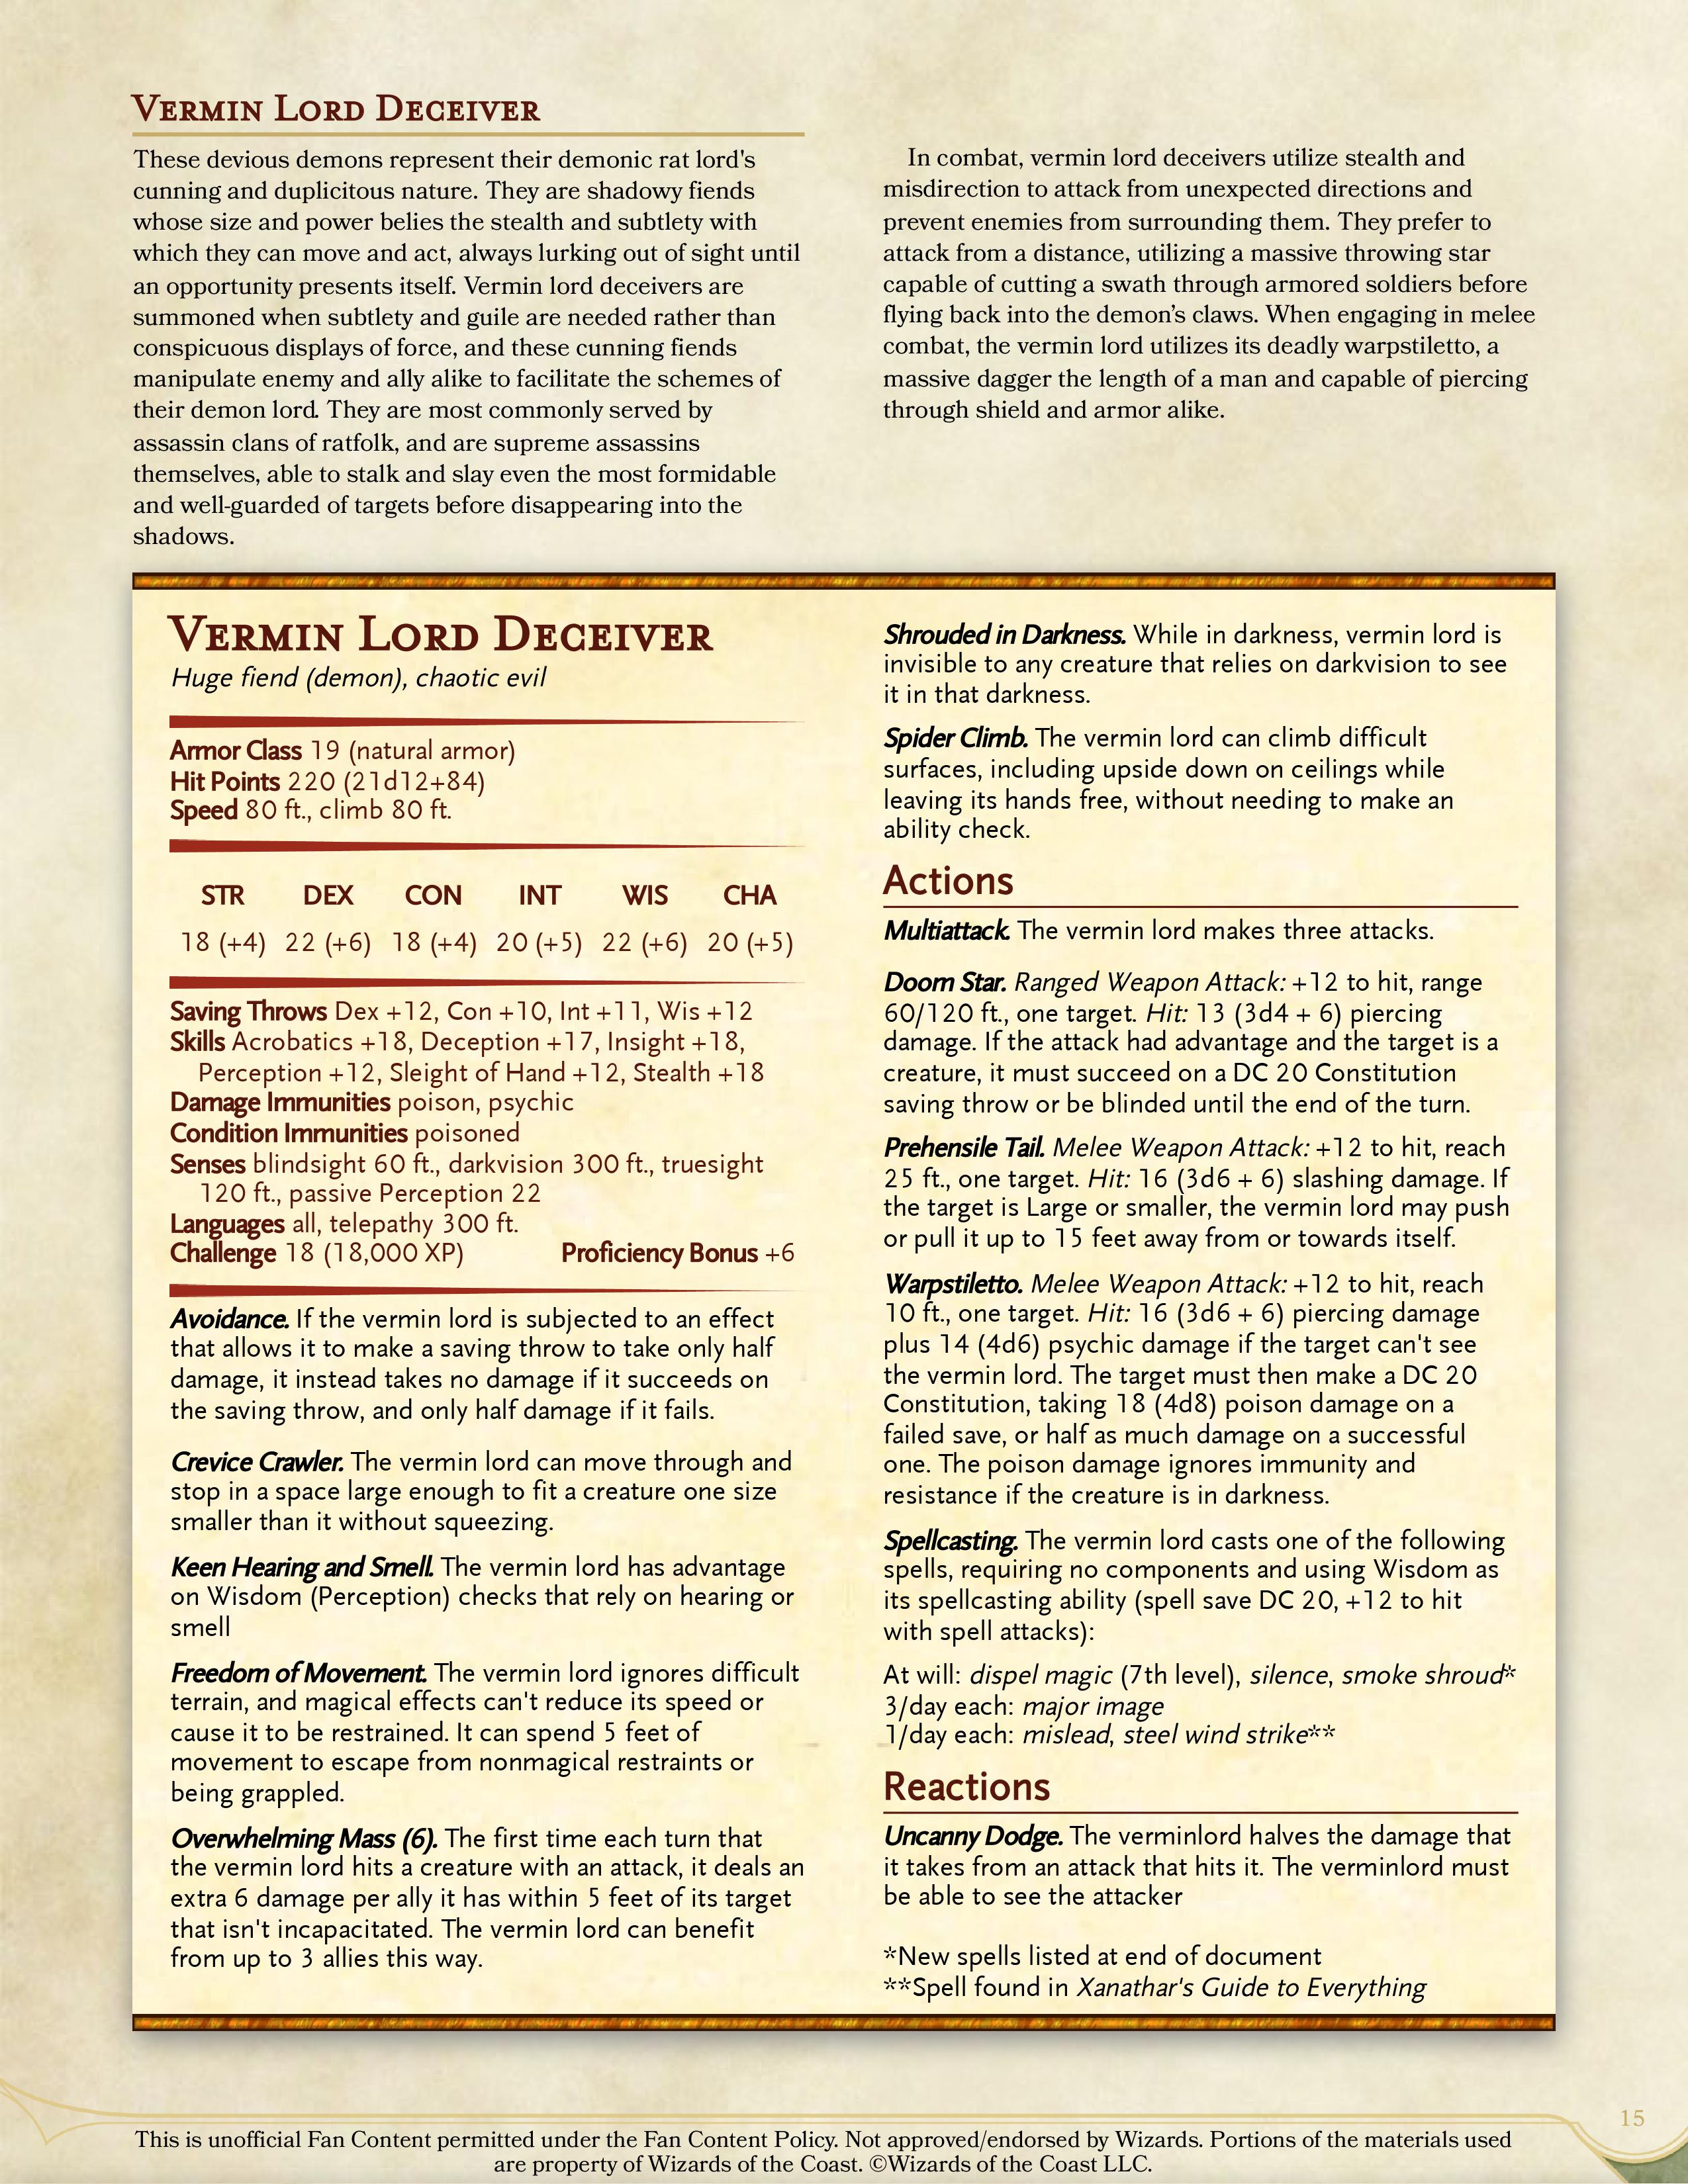 Vermin Lord Deceiver
These devious demons represent their demonic rat lord's
cunning and duplicitous nature. They are shadowy fiends
whose size and power belies the stealth and subtlety with
which they can move and act, always lurking out of sight until
an opportunity presents itself. Vermin lord deceivers are
summoned when subtlety and guile are needed rather than
conspicuous displays of force, and these cunning fiends
manipulate enemy and ally alike to facilitate the schemes of
their demon lord. They are most commonly served by
assassin clans of ratfolk, and are supreme assassins
themselves, able to stalk and slay even the most formidable
and well-guarded of targets before disappearing into the
shadows.
In combat, vermin lord deceivers utilize stealth and
misdirection to attack from unexpected directions and
prevent enemies from surrounding them. They prefer to
attack from a distance, utilizing a massive throwing star
capable of cutting a swath through armored soldiers before
flying back into the demon’s claws. When engaging in melee
combat, the vermin lord utilizes its deadly warpstiletto, a
massive dagger the length of a man and capable of piercing
through shield and armor alike.
Vermin Lord Deceiver
Huge fiend (demon), chaotic evil
Armor Class 19 (natural armor)
Hit Points 220 (21d12+84)
Speed 80 ft., climb 80 ft.
STR DEX CON INT WIS CHA
18 (+4) 22 (+6) 18 (+4) 20 (+5) 22 (+6) 20 (+5)
Saving Throws Dex +12, Con +10, Int +11, Wis +12
Skills Acrobatics +18, Deception +17, Insight +18,
Perception +12, Sleight of Hand +12, Stealth +18
Damage Immunities poison, psychic
Condition Immunities poisoned
Senses blindsight 60 ft., darkvision 300 ft., truesight
120 ft., passive Perception 22
Languages all, telepathy 300 ft.
Challenge 18 (18,000 XP) Proficiency Bonus +6
Avoidance. If the vermin lord is subjected to an effect
that allows it to make a saving throw to take only half
damage, it instead takes no damage if it succeeds on
the saving throw, and only half damage if it fails.
Crevice Crawler. The vermin lord can move through and
stop in a space large enough to fit a creature one size
smaller than it without squeezing.
Keen Hearing and Smell. The vermin lord has advantage
on Wisdom (Perception) checks that rely on hearing or
smell
Freedom of Movement. The vermin lord ignores difficult
terrain, and magical effects can't reduce its speed or
cause it to be restrained. It can spend 5 feet of
movement to escape from nonmagical restraints or
being grappled.
Overwhelming Mass (6). The first time each turn that
the vermin lord hits a creature with an attack, it deals an
extra 6 damage per ally it has within 5 feet of its target
that isn't incapacitated. The vermin lord can benefit
from up to 3 allies this way.
Shrouded in Darkness. While in darkness, vermin lord is
invisible to any creature that relies on darkvision to see
it in that darkness.
Spider Climb. The vermin lord can climb difficult
surfaces, including upside down on ceilings while
leaving its hands free, without needing to make an
ability check.
Actions
Multiattack. The vermin lord makes three attacks.
Doom Star. Ranged Weapon Attack: +12 to hit, range
60/120 ft., one target. Hit: 13 (3d4 + 6) piercing
damage. If the attack had advantage and the target is a
creature, it must succeed on a DC 20 Constitution
saving throw or be blinded until the end of the turn.
Prehensile Tail. Melee Weapon Attack: +12 to hit, reach
25 ft., one target. Hit: 16 (3d6 + 6) slashing damage. If
the target is Large or smaller, the vermin lord may push
or pull it up to 15 feet away from or towards itself.
Warpstiletto. Melee Weapon Attack: +12 to hit, reach
10 ft., one target. Hit: 16 (3d6 + 6) piercing damage
plus 14 (4d6) psychic damage if the target can't see
the vermin lord. The target must then make a DC 20
Constitution, taking 18 (4d8) poison damage on a
failed save, or half as much damage on a successful
one. The poison damage ignores immunity and
resistance if the creature is in darkness.
Spellcasting. The vermin lord casts one of the following
spells, requiring no components and using Wisdom as
its spellcasting ability (spell save DC 20, +12 to hit
with spell attacks):
At will: dispel magic (7th level), silence, smoke shroud*
3/day each: major image
1/day each: mislead, steel wind strike**
Reactions
Uncanny Dodge. The verminlord halves the damage that
it takes from an attack that hits it. The verminlord must
be able to see the attacker
*New spells listed at end of document
**Spell found in Xanathar's Guide to Everything
15
This is unofficial Fan Content permitted under the Fan Content Policy. Not approved/endorsed by Wizards. Portions of the materials used
are property of Wizards of the Coast. ©Wizards of the Coast LLC.